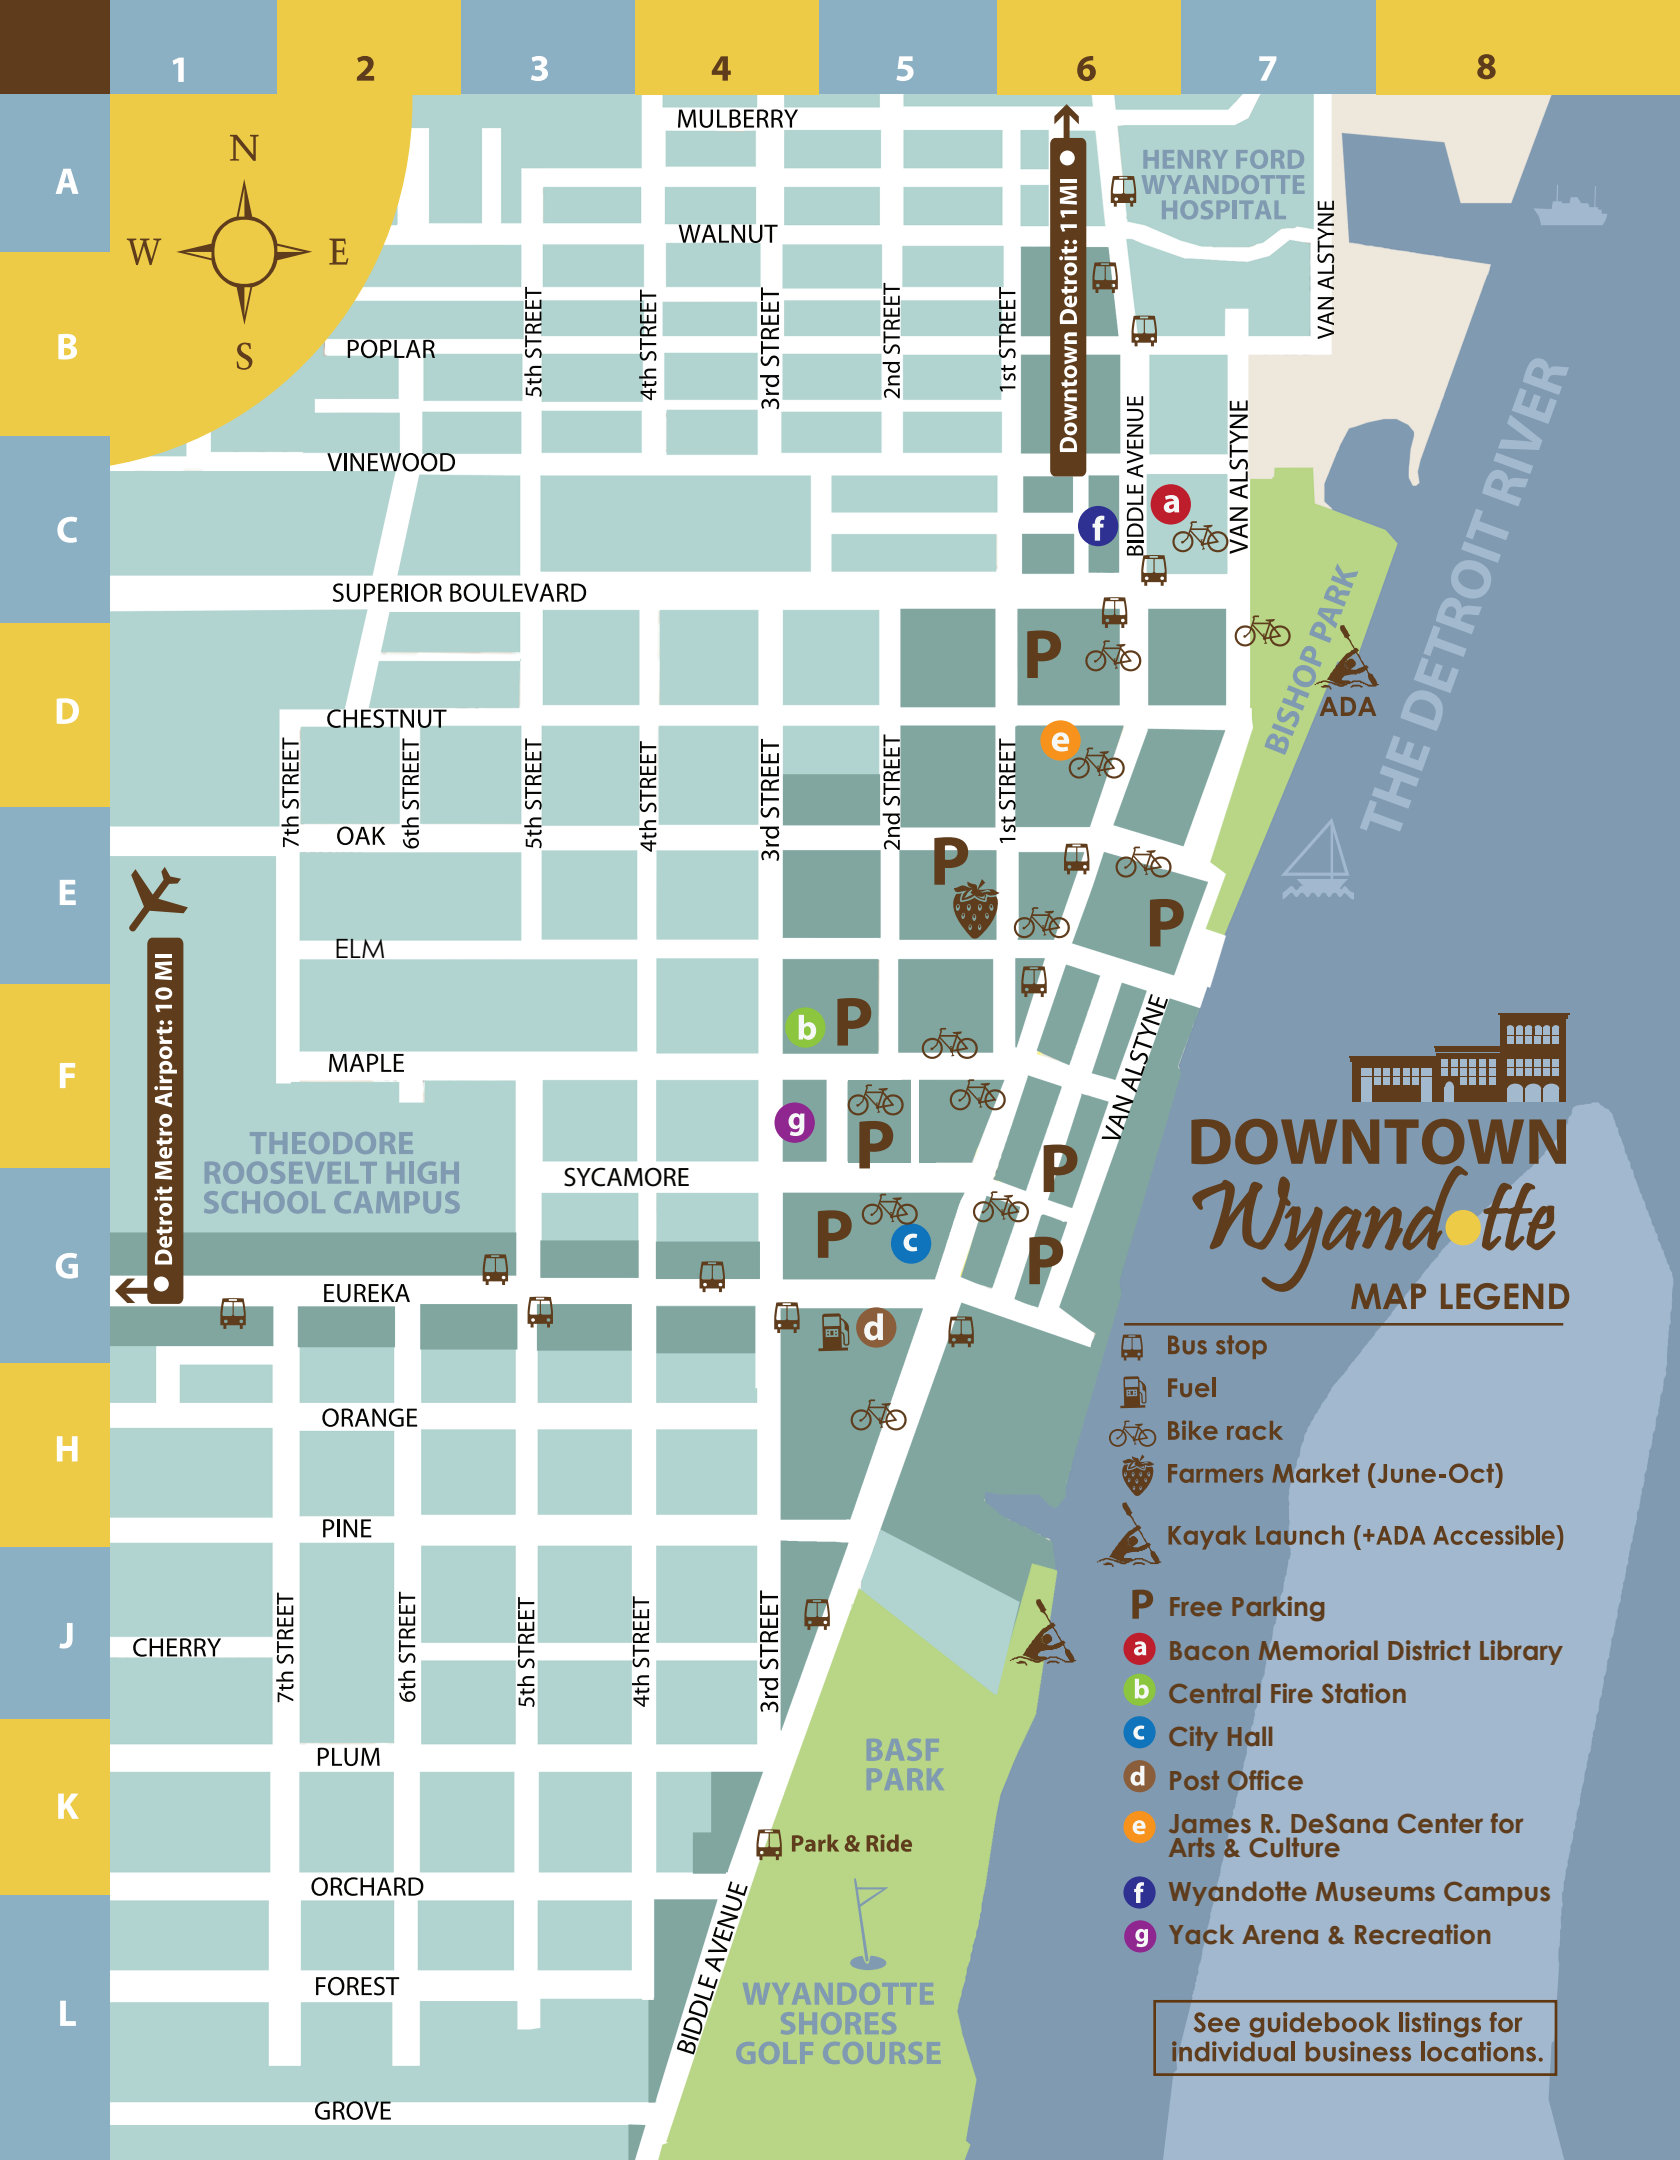 1 2 3 4 5 6 7 8
A
B
C
D
E
F
G
H
J
K
L
N
W E
S
MULBERRY
HENRY FORD
WYANDOTTE
HOSPITAL
WALNUT
Downtown Detroit: 11MI
VAN ALSTYNE
5th STREET
4th STREET
3rd STREET
2nd STREET
1st STREET
POPLAR
BIDDLE AVENUE
VAN ALSTYNE
VINEWOOD
a
f
SUPERIOR BOULEVARD
BISHOP PARK
THE DETROIT RIVER
P
ADA
CHESTNUT
e
7th STREET
6th STREET
5th STREET
4th STREET
3rd STREET
2nd STREET
1st STREET
OAK
P
P
ELM
Detroit Metro Airport: 10 MI
b P
VAN ALSTYNE
MAPLE
g
P
P
THEODORE
ROOSEVELT HIGH
SCHOOL CAMPUS
SYCAMORE
P
c
P
EUREKA
d
ORANGE
PINE
7th STREET
6th STREET
5th STREET
4th STREET
3rd STREET
CHERRY
BASF
PARK
PLUM
Park & Ride
ORCHARD
BIDDLE AVENUE
FOREST
WYANDOTTE
SHORES
GOLF COURSE
GROVE
DOWNTOWN
Wyandotte
MAP LEGEND
Bus stop
Fuel
Bike rack
Farmers Market (June-Oct)
Kayak Launch (+ADA Accessible)
P Free Parking
a Bacon Memorial District Library
b Central Fire Station
c City Hall
d Post Office
e James R. DeSana Center for
Arts & Culture
f Wyandotte Museums Campus
g Yack Arena & Recreation
See guidebook listings for
individual business locations.